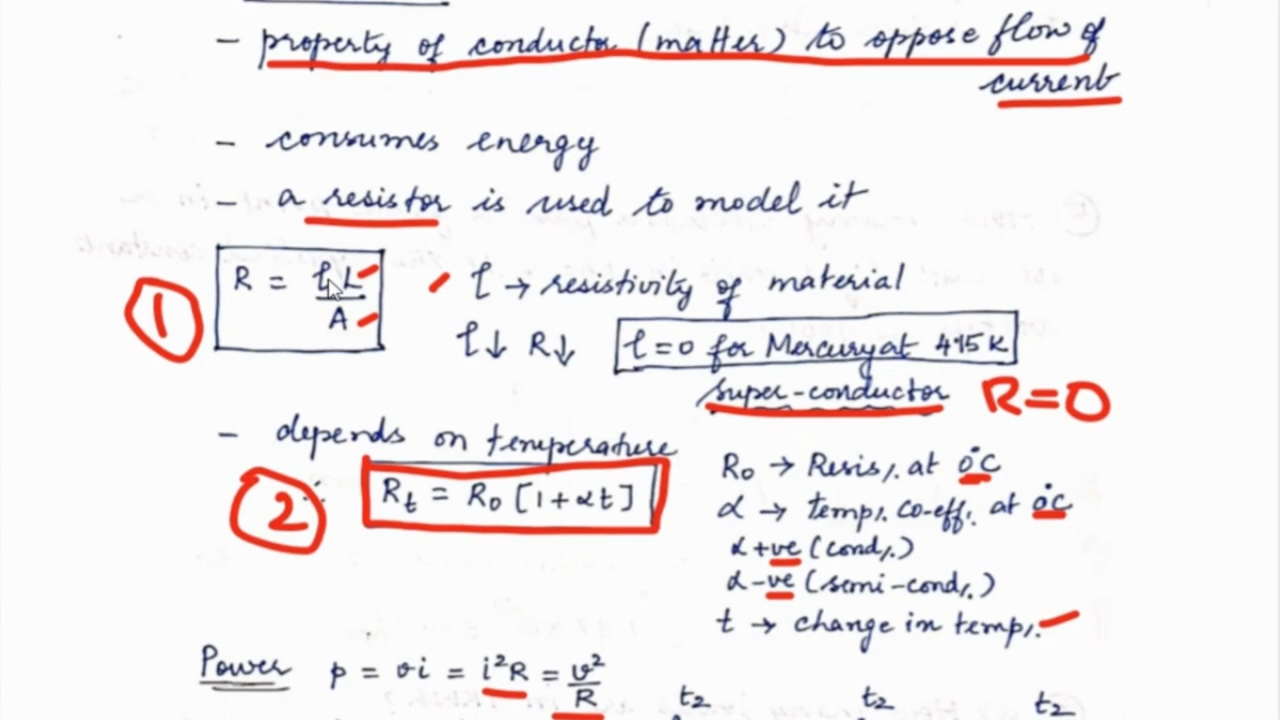 - property of conductor (matter) to oppose flow of
current
- consumes energy
- a resistor is used to model it
① R = ρL / A
ρ → resistivity of material
ρ↓ R↓ ρ=0 for Mercury at 4.15 K
super-conductor R=0
- depends on temperature
② Rt = R0 [1+αt]
R0 → Resis. at 0°C
α → temp. co-eff. at 0°C
α +ve (cond.)
α -ve (semi-cond.)
t → change in temp.
Power p = vi = i²R = v²/R
t2 t2 t2